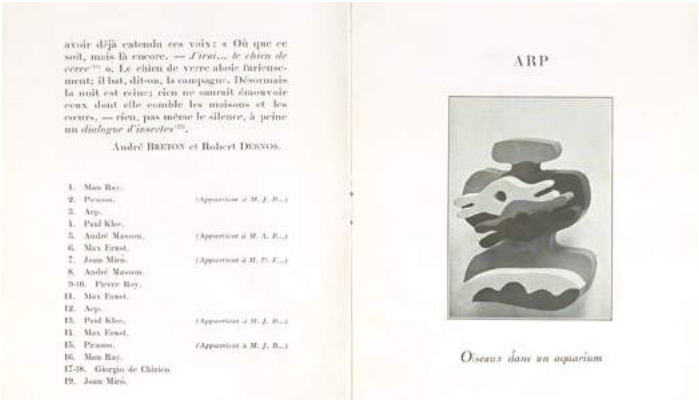 avoir déjà entendu ces voix : « Où que ce
soit, mais là encore. — J'irai... le chien de
verre ». Le chien de verre aboie furieuse-
ment; il bat, dit-on, la campagne. Désormais
la nuit est reine; rien ne saurait émouvoir
ceux dont elle comble les maisons et les
cœurs, — rien, pas même le silence, à peine
un dialogue d'insectes.
André BRETON et Robert DESNOS.
1. Man Ray.
2. Picasso. (Appartient à M. J. D...)
3. Arp.
4. Paul Klee.
5. André Masson. (Appartient à M. A. B...)
6. Max Ernst.
7. Joan Miró. (Appartient à M. P. E...)
8. André Masson.
9-10. Pierre Roy.
11. Max Ernst.
12. Arp.
13. Paul Klee. (Appartient à M. J. D...)
14. Max Ernst.
15. Picasso. (Appartient à M. J. D...)
16. Man Ray.
17-18. Giorgio de Chirico.
19. Joan Miró.
ARP
Oiseaux dans un aquarium